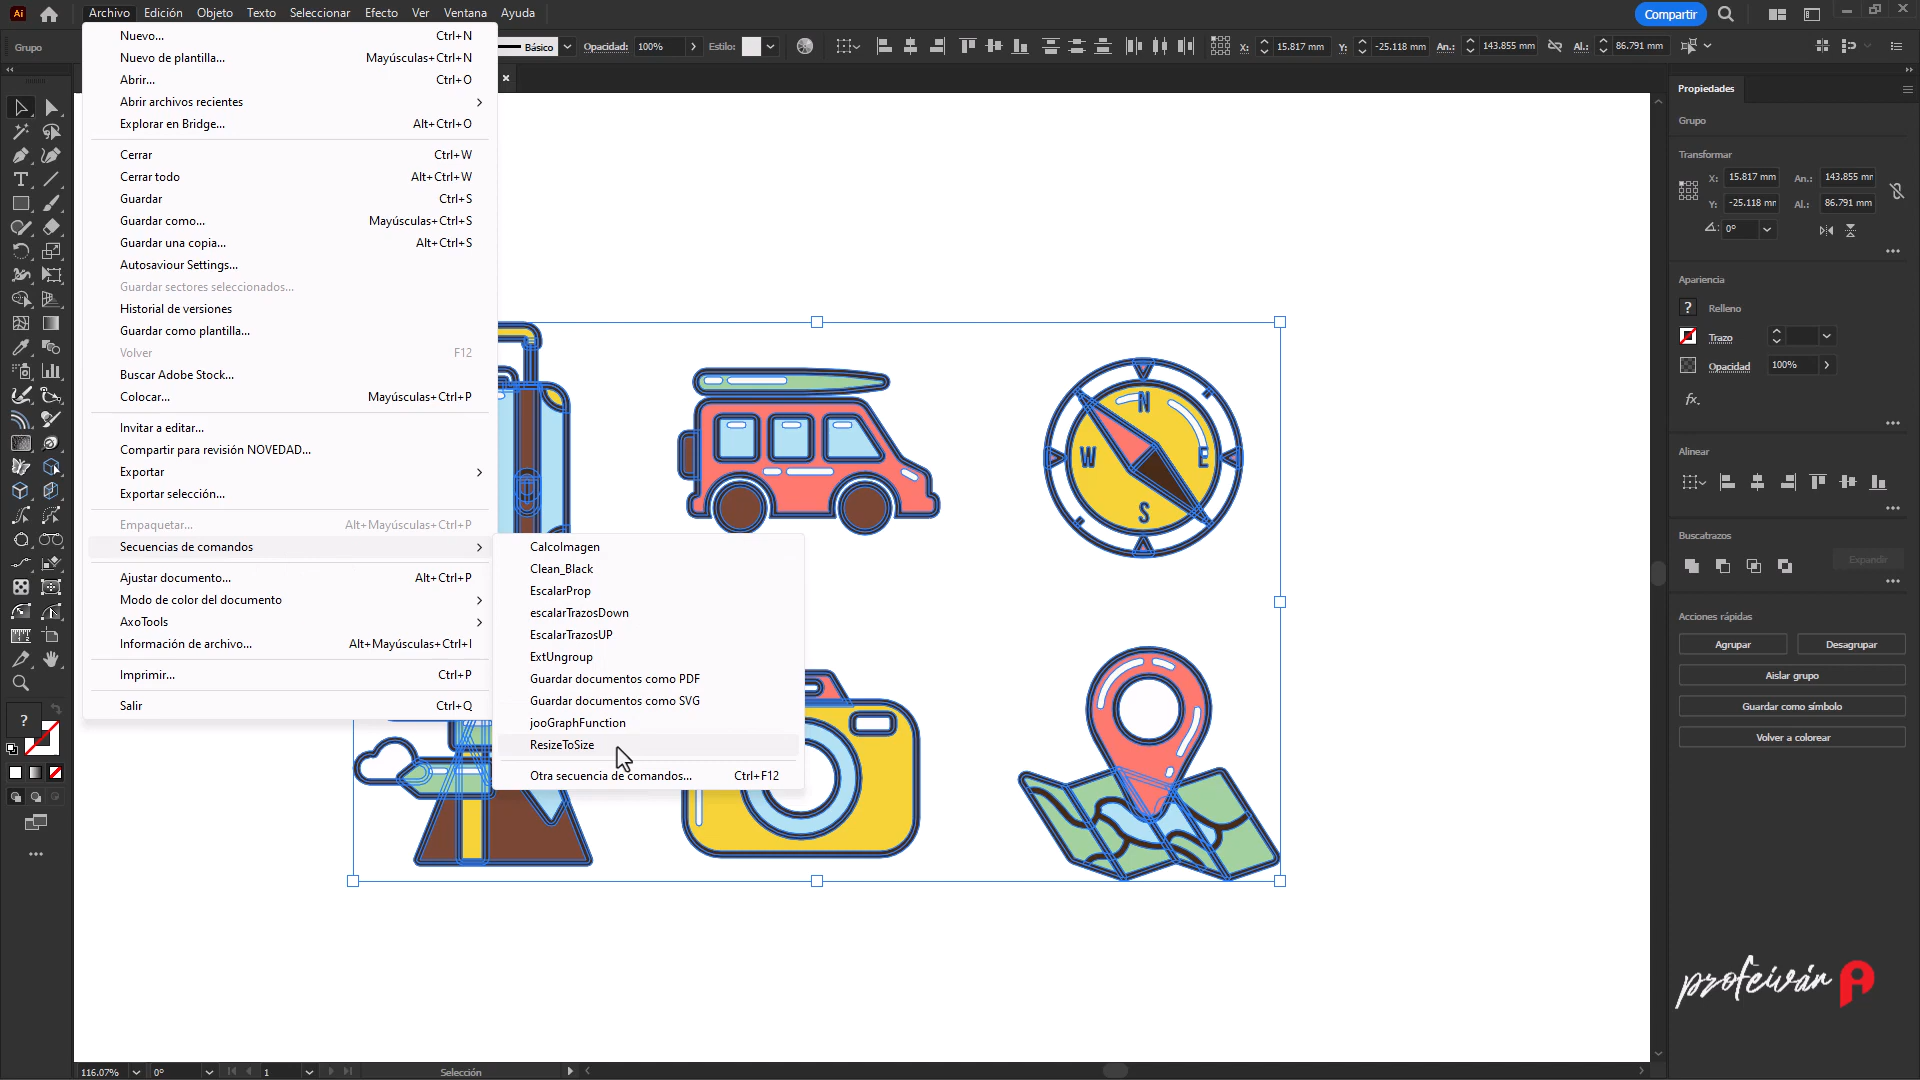 Ai
Archivo Edición Objeto Texto Seleccionar Efecto Ver Ventana Ayuda
Compartir
Grupo
Básico
Opacidad: 100%
Estilo:
X: 15.817 mm
Y: -25.118 mm
An.: 143.855 mm
Al.: 86.791 mm
Nuevo... Ctrl+N
Nuevo de plantilla... Mayúsculas+Ctrl+N
Abrir... Ctrl+O
Abrir archivos recientes
Explorar en Bridge... Alt+Ctrl+O
Cerrar Ctrl+W
Cerrar todo Alt+Ctrl+W
Guardar Ctrl+S
Guardar como... Mayúsculas+Ctrl+S
Guardar una copia... Alt+Ctrl+S
Autosaviour Settings...
Guardar sectores seleccionados...
Historial de versiones
Guardar como plantilla...
Volver F12
Buscar Adobe Stock...
Colocar... Mayúsculas+Ctrl+P
Invitar a editar...
Compartir para revisión NOVEDAD...
Exportar
Exportar selección...
Empaquetar... Alt+Mayúsculas+Ctrl+P
Secuencias de comandos
Ajustar documento... Alt+Ctrl+P
Modo de color del documento
AxoTools
Información de archivo... Alt+Mayúsculas+Ctrl+I
Imprimir... Ctrl+P
Salir Ctrl+Q
CalcoImagen
Clean_Black
EscalarProp
escalarTrazosDown
EscalarTrazosUP
ExtUngroup
Guardar documentos como PDF
Guardar documentos como SVG
jooGraphFunction
ResizeToSize
Otra secuencia de comandos... Ctrl+F12
N
W E
S
Propiedades
Grupo
Transformar
X: 15.817 mm An.: 143.855 mm
Y: -25.118 mm Al.: 86.791 mm
0°
Apariencia
? Relleno
Trazo
Opacidad 100%
fx.
Alinear
Buscatrazos
Expandir
Acciones rápidas
Agrupar Desagrupar
Aislar grupo
Guardar como símbolo
Volver a colorear
?
profeiván
116.07% 0° 1 Selección